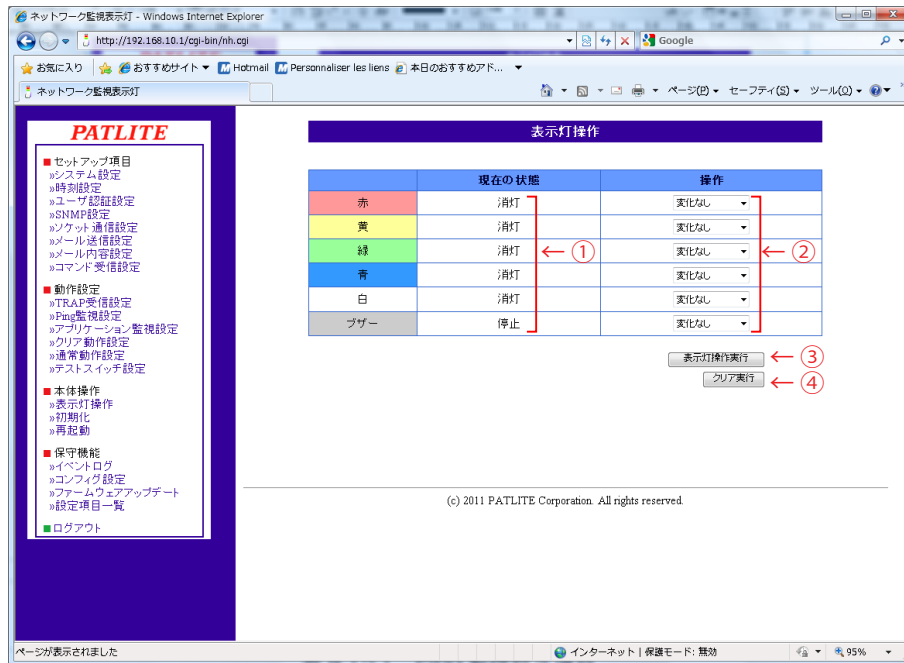 ネットワーク監視表示灯 - Windows Internet Explorer
http://192.168.10.1/cgi-bin/nh.cgi
Google
お気に入り
おすすめサイト ▼
Hotmail
Personnaliser les liens
本日のおすすめアド... ▼
ネットワーク監視表示灯
ページ(P) ▼ セーフティ(S) ▼ ツール(O) ▼
PATLITE
■ セットアップ項目
»システム設定
»時刻設定
»ユーザ認証設定
»SNMP設定
»ソケット通信設定
»メール送信設定
»メール内容設定
»コマンド受信設定
■ 動作設定
»TRAP受信設定
»Ping監視設定
»アプリケーション監視設定
»クリア動作設定
»通常動作設定
»テストスイッチ設定
■ 本体操作
»表示灯操作
»初期化
»再起動
■ 保守機能
»イベントログ
»コンフィグ設定
»ファームウェアアップデート
»設定項目一覧
■ログアウト
表示灯操作
現在の状態 操作
赤 消灯 変化なし
黄 消灯 変化なし
緑 消灯 変化なし
← ① ← ②
青 消灯 変化なし
白 消灯 変化なし
ブザー 停止 変化なし
表示灯操作実行 ← ③
クリア実行 ← ④
(c) 2011 PATLITE Corporation. All rights reserved.
ページが表示されました
インターネット | 保護モード: 無効
95%